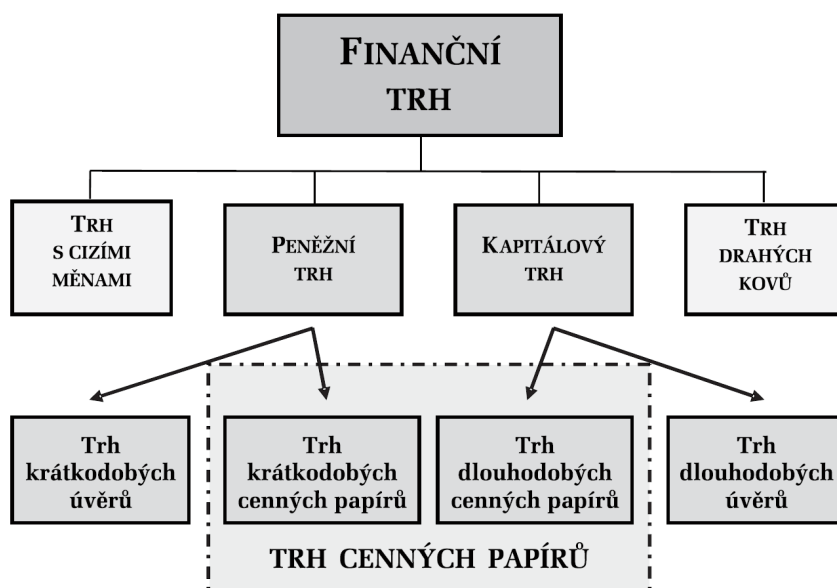 FINANČNÍ
TRH
TRH
S CIZÍMI
MĚNAMI
PENĚŽNÍ
TRH
KAPITÁLOVÝ
TRH
TRH
DRAHÝCH
KOVŮ
Trh
krátkodobých
úvěrů
Trh
krátkodobých
cenných papírů
Trh
dlouhodobých
cenných papírů
Trh
dlouhodobých
úvěrů
TRH CENNÝCH PAPÍRŮ